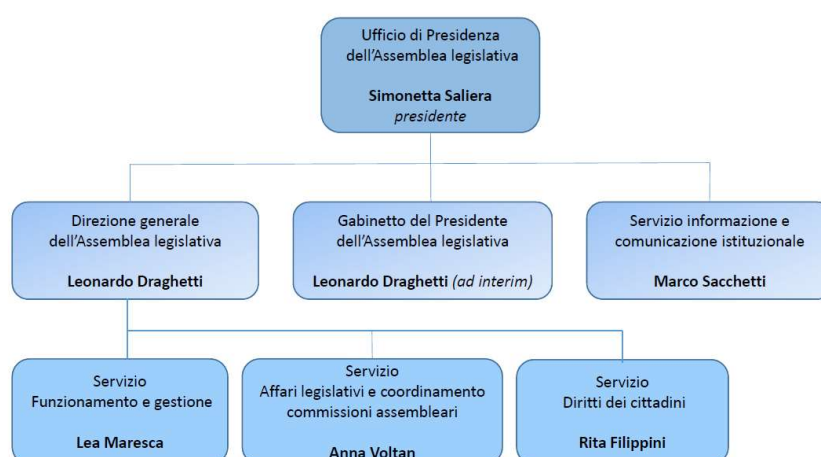 Ufficio di Presidenza
dell'Assemblea legislativa
Simonetta Saliera
presidente
Direzione generale
dell'Assemblea legislativa
Leonardo Draghetti
Gabinetto del Presidente
dell'Assemblea legislativa
Leonardo Draghetti (ad interim)
Servizio informazione e
comunicazione istituzionale
Marco Sacchetti
Servizio
Funzionamento e gestione
Lea Maresca
Servizio
Affari legislativi e coordinamento
commissioni assembleari
Anna Voltan
Servizio
Diritti dei cittadini
Rita Filippini